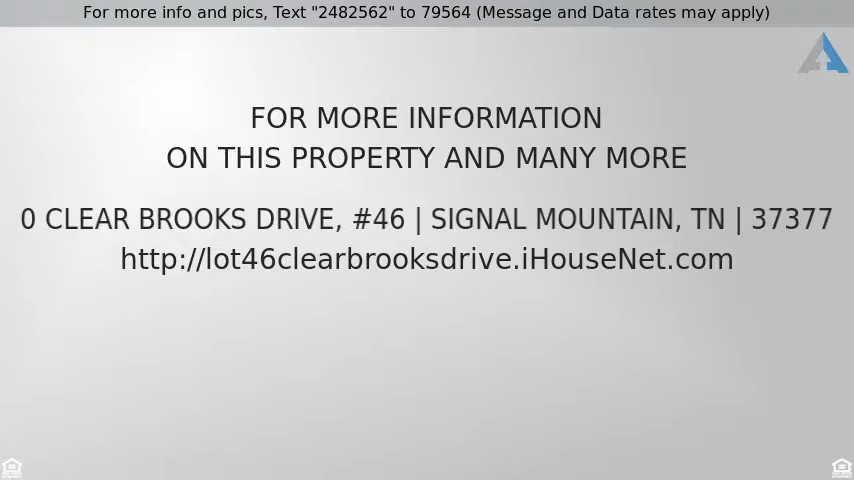 For more info and pics, Text "2482562" to 79564 (Message and Data rates may apply)
FOR MORE INFORMATION
ON THIS PROPERTY AND MANY MORE
0 CLEAR BROOKS DRIVE, #46 | SIGNAL MOUNTAIN, TN | 37377
http://lot46clearbrooksdrive.iHouseNet.com